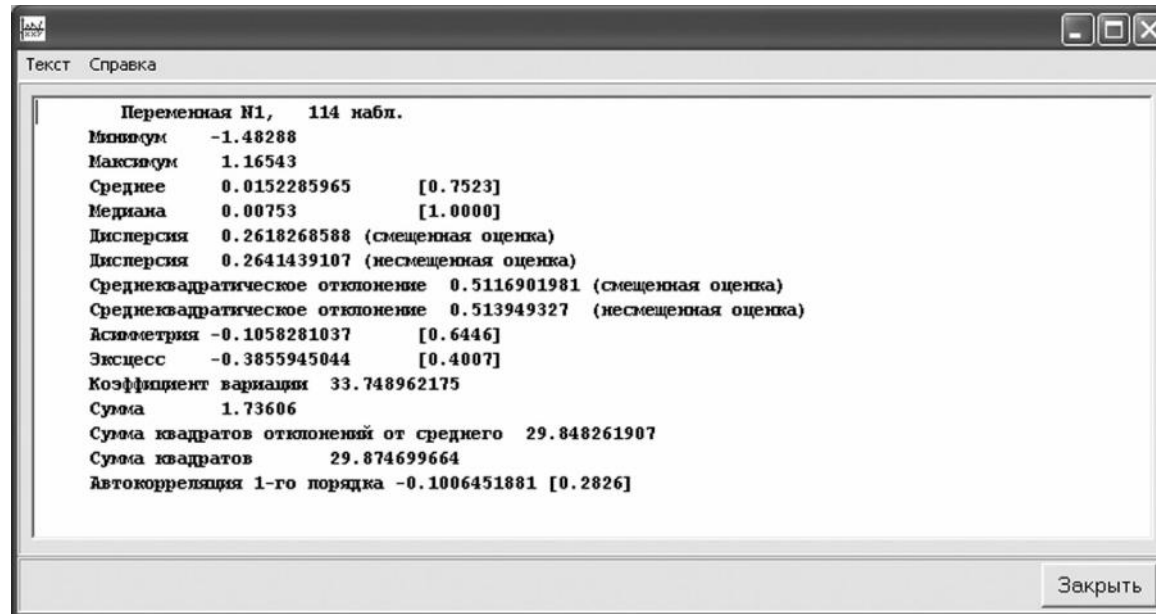 Текст Справка
Переменная N1, 114 набл.
Минимум -1.48288
Максимум 1.16543
Среднее 0.0152285965 [0.7523]
Медиана 0.00753 [1.0000]
Дисперсия 0.2618268588 (смещенная оценка)
Дисперсия 0.2641439107 (несмещенная оценка)
Среднеквадратическое отклонение 0.5116901981 (смещенная оценка)
Среднеквадратическое отклонение 0.513949327 (несмещенная оценка)
Асимметрия -0.1058281037 [0.6446]
Эксцесс -0.3855945044 [0.4007]
Коэффициент вариации 33.748962175
Сумма 1.73606
Сумма квадратов отклонений от среднего 29.848261907
Сумма квадратов 29.874699664
Автокорреляция 1-го порядка -0.1006451881 [0.2826]
Закрыть